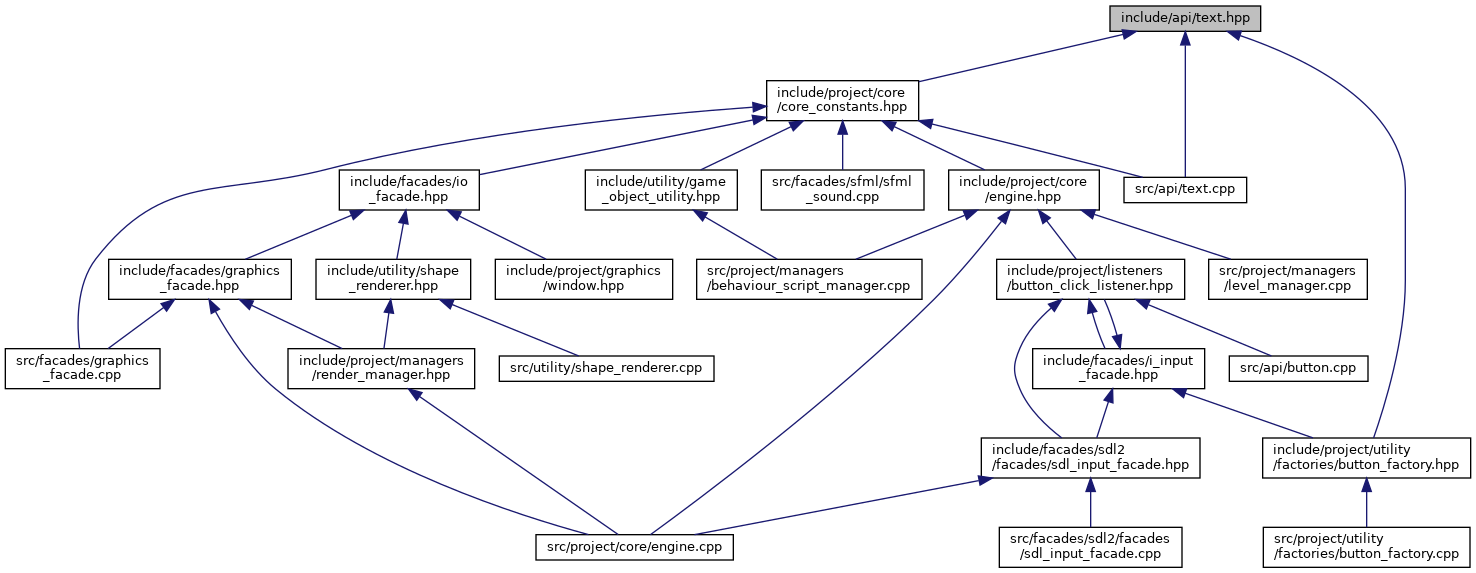 include/api/text.hpp
include/project/core
/core_constants.hpp
include/facades/io
_facade.hpp
include/utility/game
_object_utility.hpp
src/facades/sfml/sfml
_sound.cpp
include/project/core
/engine.hpp
src/api/text.cpp
include/facades/graphics
_facade.hpp
include/utility/shape
_renderer.hpp
include/project/graphics
/window.hpp
src/project/managers
/behaviour_script_manager.cpp
include/project/listeners
/button_click_listener.hpp
src/project/managers
/level_manager.cpp
src/facades/graphics
_facade.cpp
include/project/managers
/render_manager.hpp
src/utility/shape_renderer.cpp
include/facades/i_input
_facade.hpp
src/api/button.cpp
include/facades/sdl2
/facades/sdl_input_facade.hpp
include/project/utility
/factories/button_factory.hpp
src/project/core/engine.cpp
src/facades/sdl2/facades
/sdl_input_facade.cpp
src/project/utility
/factories/button_factory.cpp